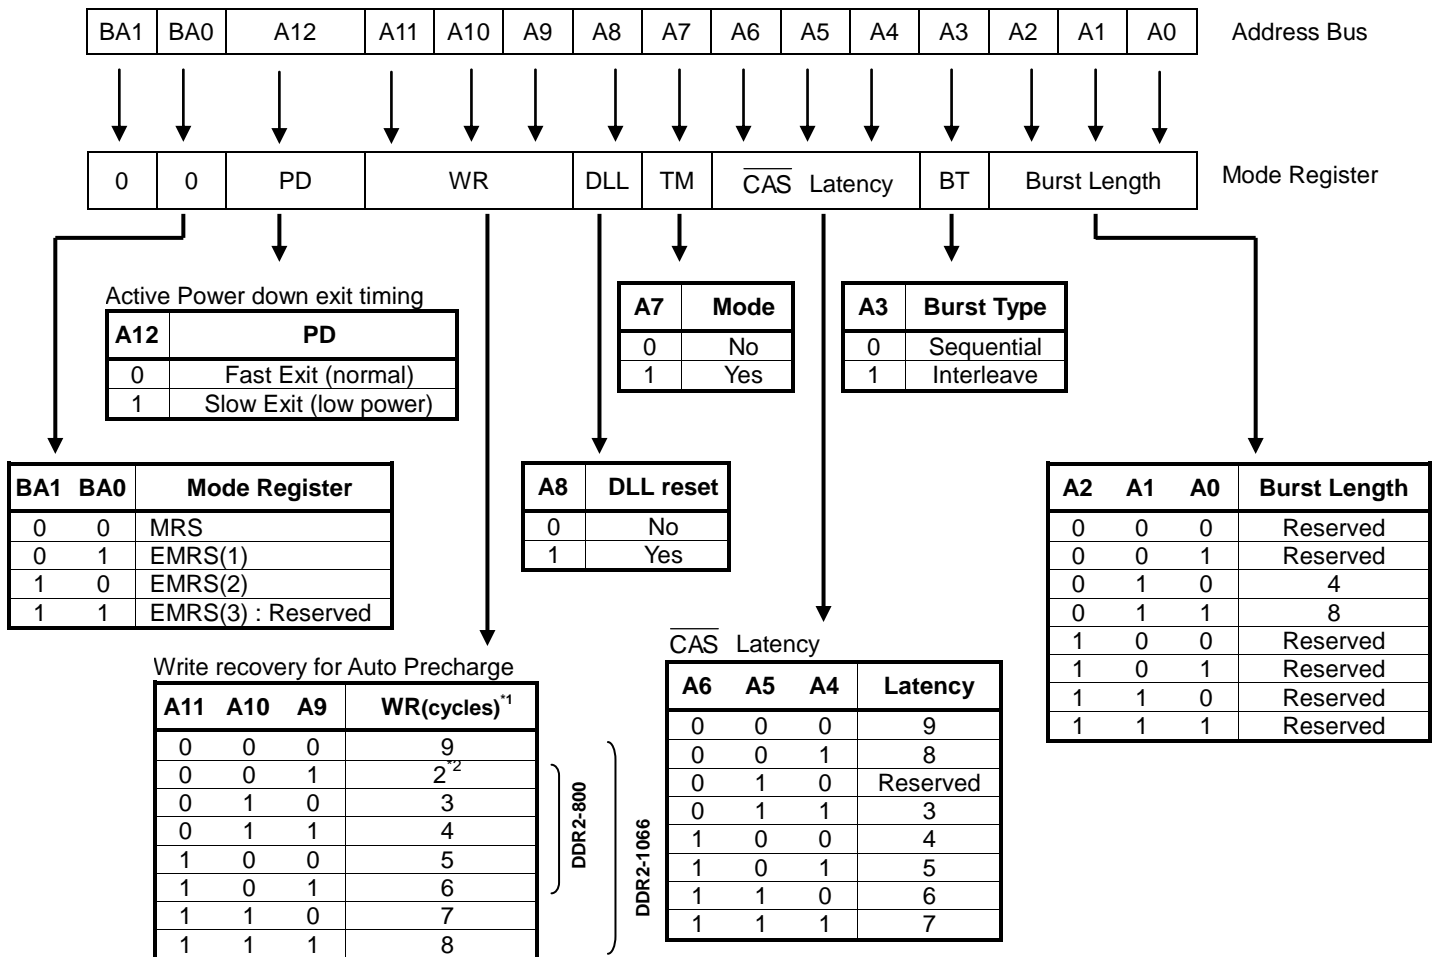 BA1 BA0 A12 A11 A10 A9 A8 A7 A6 A5 A4 A3 A2 A1 A0 Address Bus
0 0 PD WR DLL TM CAS Latency BT Burst Length Mode Register
Active Power down exit timing
A12 PD
0 Fast Exit (normal)
1 Slow Exit (low power)
A7 Mode
0 No
1 Yes
A3 Burst Type
0 Sequential
1 Interleave
BA1 BA0 Mode Register
0 0 MRS
0 1 EMRS(1)
1 0 EMRS(2)
1 1 EMRS(3) : Reserved
A8 DLL reset
0 No
1 Yes
A2 A1 A0 Burst Length
0 0 0 Reserved
0 0 1 Reserved
0 1 0 4
0 1 1 8
1 0 0 Reserved
1 0 1 Reserved
1 1 0 Reserved
1 1 1 Reserved
Write recovery for Auto Precharge
A11 A10 A9 WR(cycles)*1
0 0 0 9
0 0 1 2*2
0 1 0 3
0 1 1 4
1 0 0 5
1 0 1 6
1 1 0 7
1 1 1 8
DDR2-800
DDR2-1066
CAS Latency
A6 A5 A4 Latency
0 0 0 9
0 0 1 8
0 1 0 Reserved
0 1 1 3
1 0 0 4
1 0 1 5
1 1 0 6
1 1 1 7